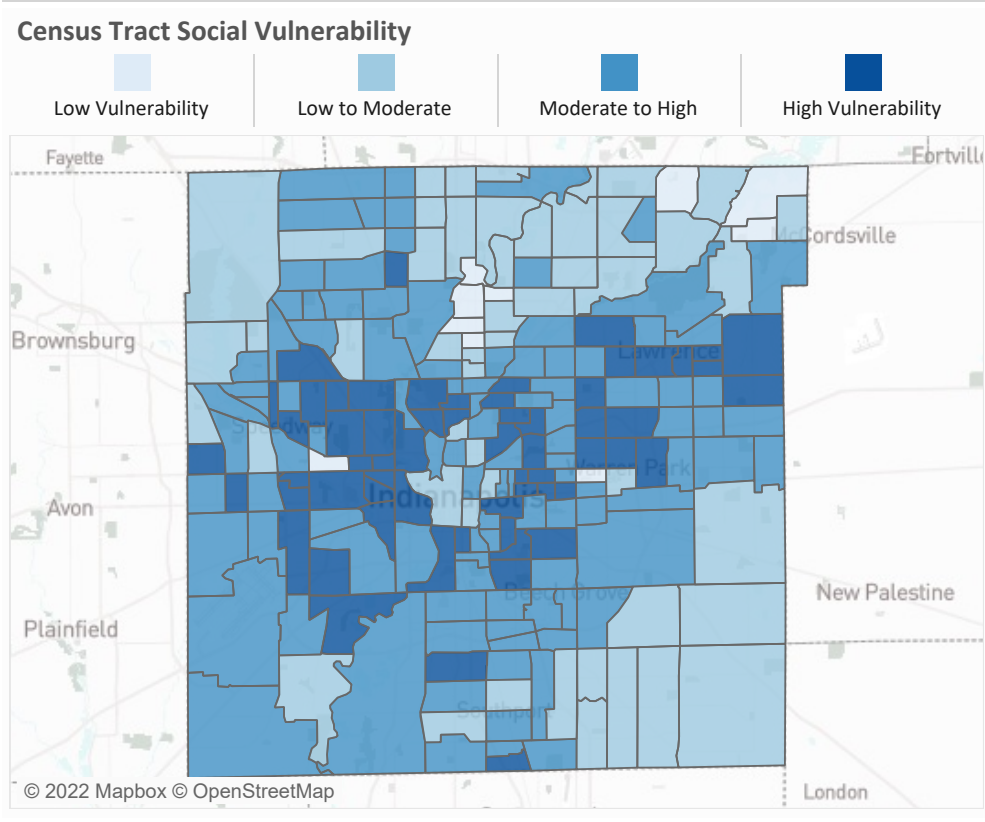 Census Tract Social Vulnerability
Low Vulnerability
Low to Moderate
Moderate to High
High Vulnerability
Fayette
Fortville
McCordsville
Brownsburg
Lawrence
Speedway
Warren Park
Indianapolis
Avon
Beech Grove
New Palestine
Plainfield
Southport
© 2022 Mapbox © OpenStreetMap
London